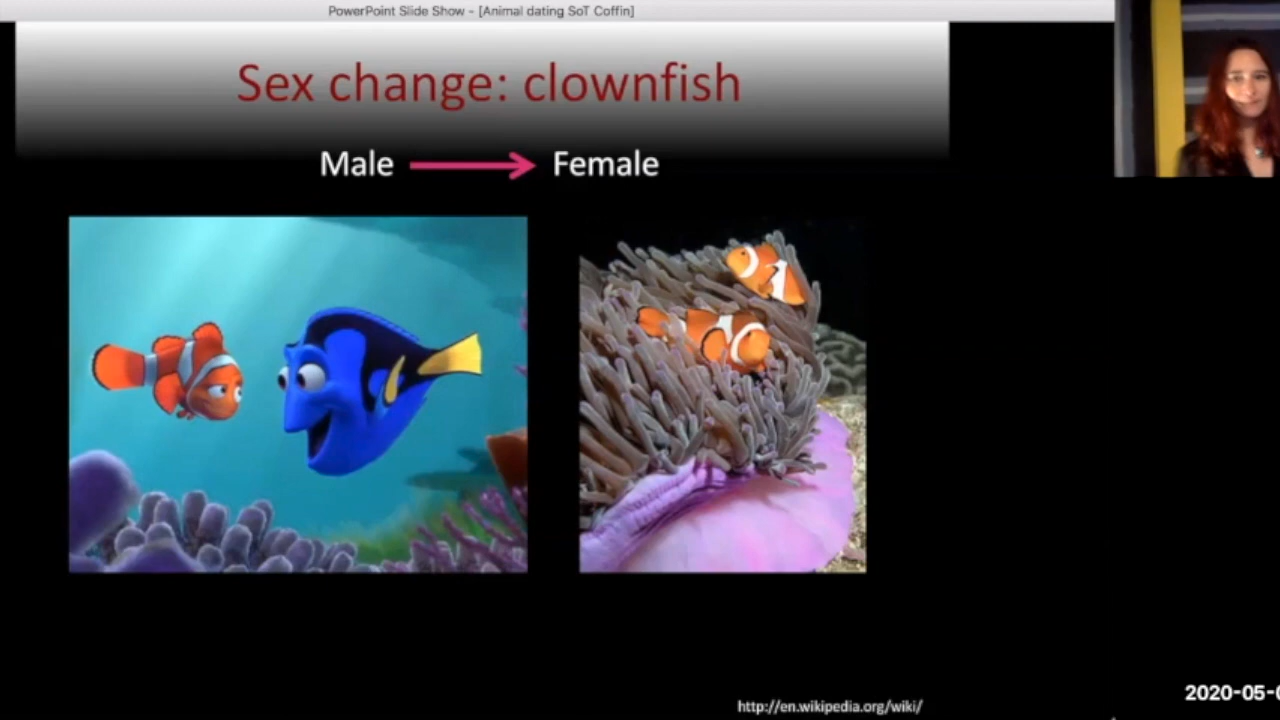 PowerPoint Slide Show - [Animal dating SoT Coffin]
Sex change: clownfish
Male
Female
http://en.wikipedia.org/wiki/
2020-05-0